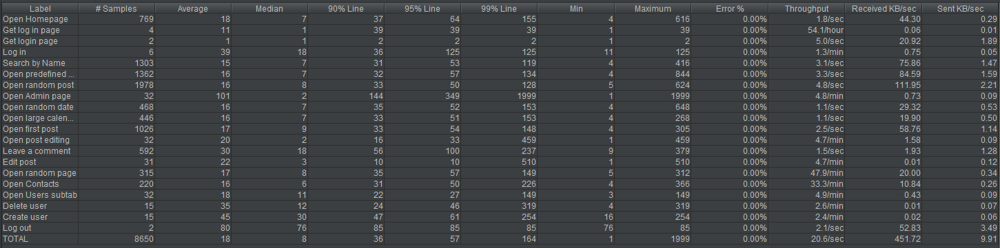 Label # Samples Average Median 90% Line 95% Line 99% Line Min Maximum Error % Throughput Received KB/sec Sent KB/sec
Open Homepage 769 18 7 37 64 155 4 616 0.00% 1.8/sec 44.30 0.29
Get log in page 4 11 1 39 39 39 1 39 0.00% 54.1/hour 0.06 0.01
Get login page 2 1 1 2 2 2 1 2 0.00% 5.0/sec 20.92 1.89
Log in 6 39 18 36 125 125 11 125 0.00% 1.3/min 0.75 0.05
Search by Name 1303 15 7 31 53 119 4 416 0.00% 3.1/sec 75.86 1.47
Open predefined ... 1362 16 7 32 57 134 4 844 0.00% 3.3/sec 84.59 1.59
Open random post 1978 16 8 33 50 128 5 624 0.00% 4.8/sec 111.95 2.21
Open Admin page 32 101 2 144 349 1999 1 1999 0.00% 4.8/min 0.73 0.09
Open random date 468 16 7 35 52 153 4 648 0.00% 1.1/sec 29.32 0.53
Open large calen... 446 16 7 33 51 153 4 268 0.00% 1.1/sec 19.90 0.50
Open first post 1026 17 9 33 54 148 4 305 0.00% 2.5/sec 58.76 1.14
Open post editing 32 20 2 16 33 459 1 459 0.00% 4.7/min 1.58 0.09
Leave a comment 592 30 18 56 100 237 9 379 0.00% 1.5/sec 1.93 1.28
Edit post 31 22 3 10 10 510 1 510 0.00% 4.7/min 0.01 0.12
Open random page 315 17 8 35 57 149 5 312 0.00% 47.9/min 20.00 0.34
Open Contacts 220 16 6 31 50 226 4 366 0.00% 33.3/min 10.84 0.26
Open Users subtab 32 18 11 22 27 149 3 149 0.00% 4.9/min 0.43 0.09
Delete user 15 35 12 24 46 319 4 319 0.00% 2.6/min 0.01 0.07
Create user 15 45 30 47 61 254 16 254 0.00% 2.4/min 0.02 0.06
Log out 2 80 76 85 85 85 76 85 0.00% 2.1/sec 52.83 3.49
TOTAL 8650 18 8 36 57 164 1 1999 0.00% 20.6/sec 451.72 9.91